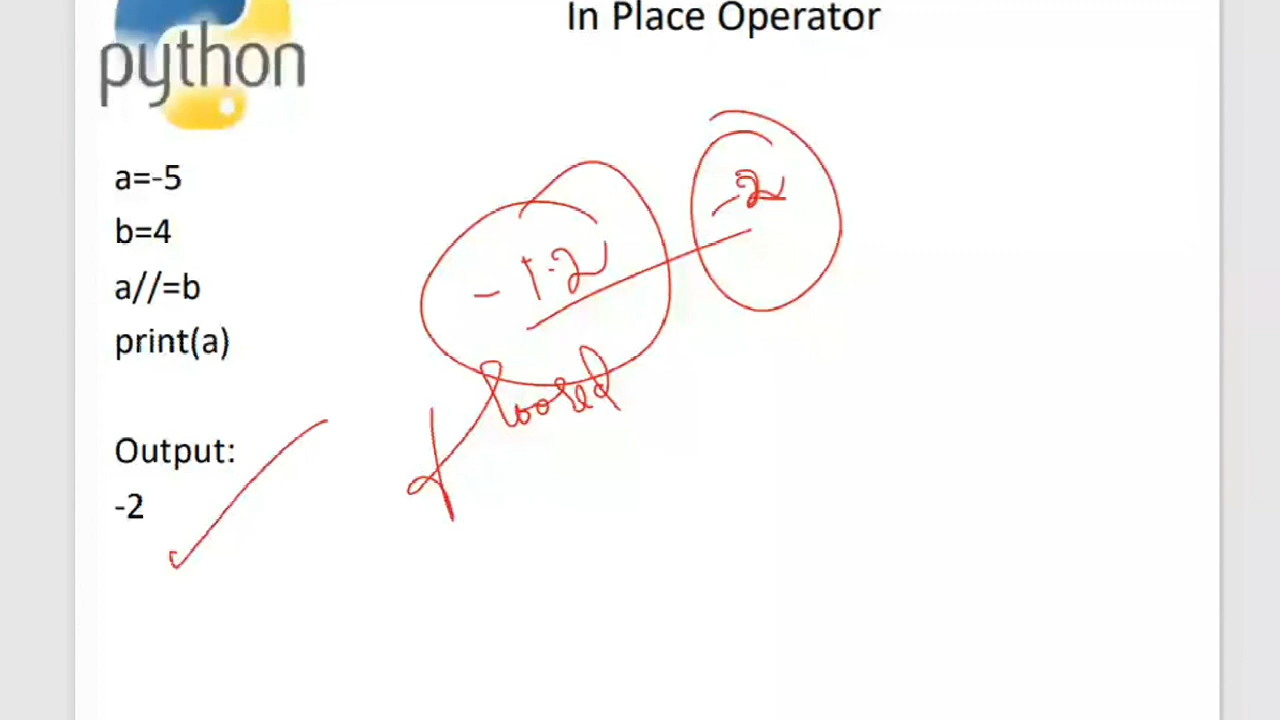 In Place Operator
python
a=-5
b=4
a//=b
print(a)
Output:
-2
-2
-1.2